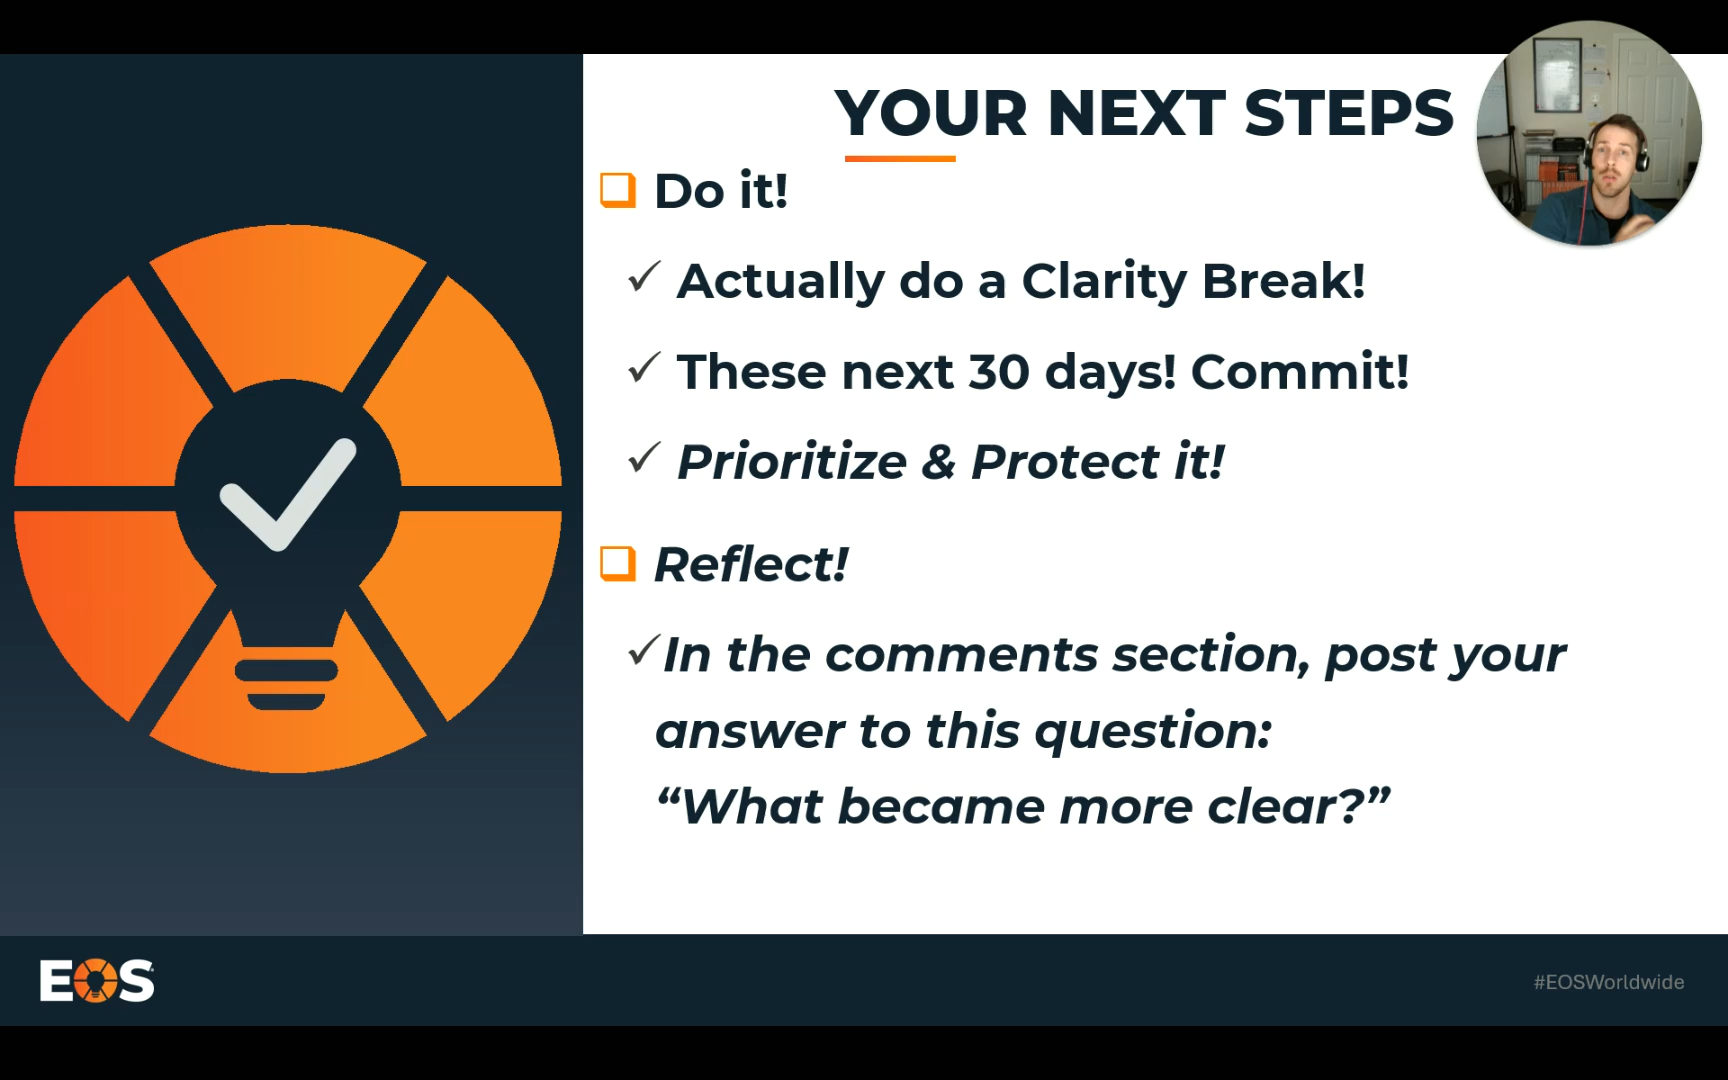 YOUR NEXT STEPS
Do it!
Actually do a Clarity Break!
These next 30 days! Commit!
Prioritize & Protect it!
Reflect!
In the comments section, post your
answer to this question:
“What became more clear?”
EOS
#EOSWorldwide